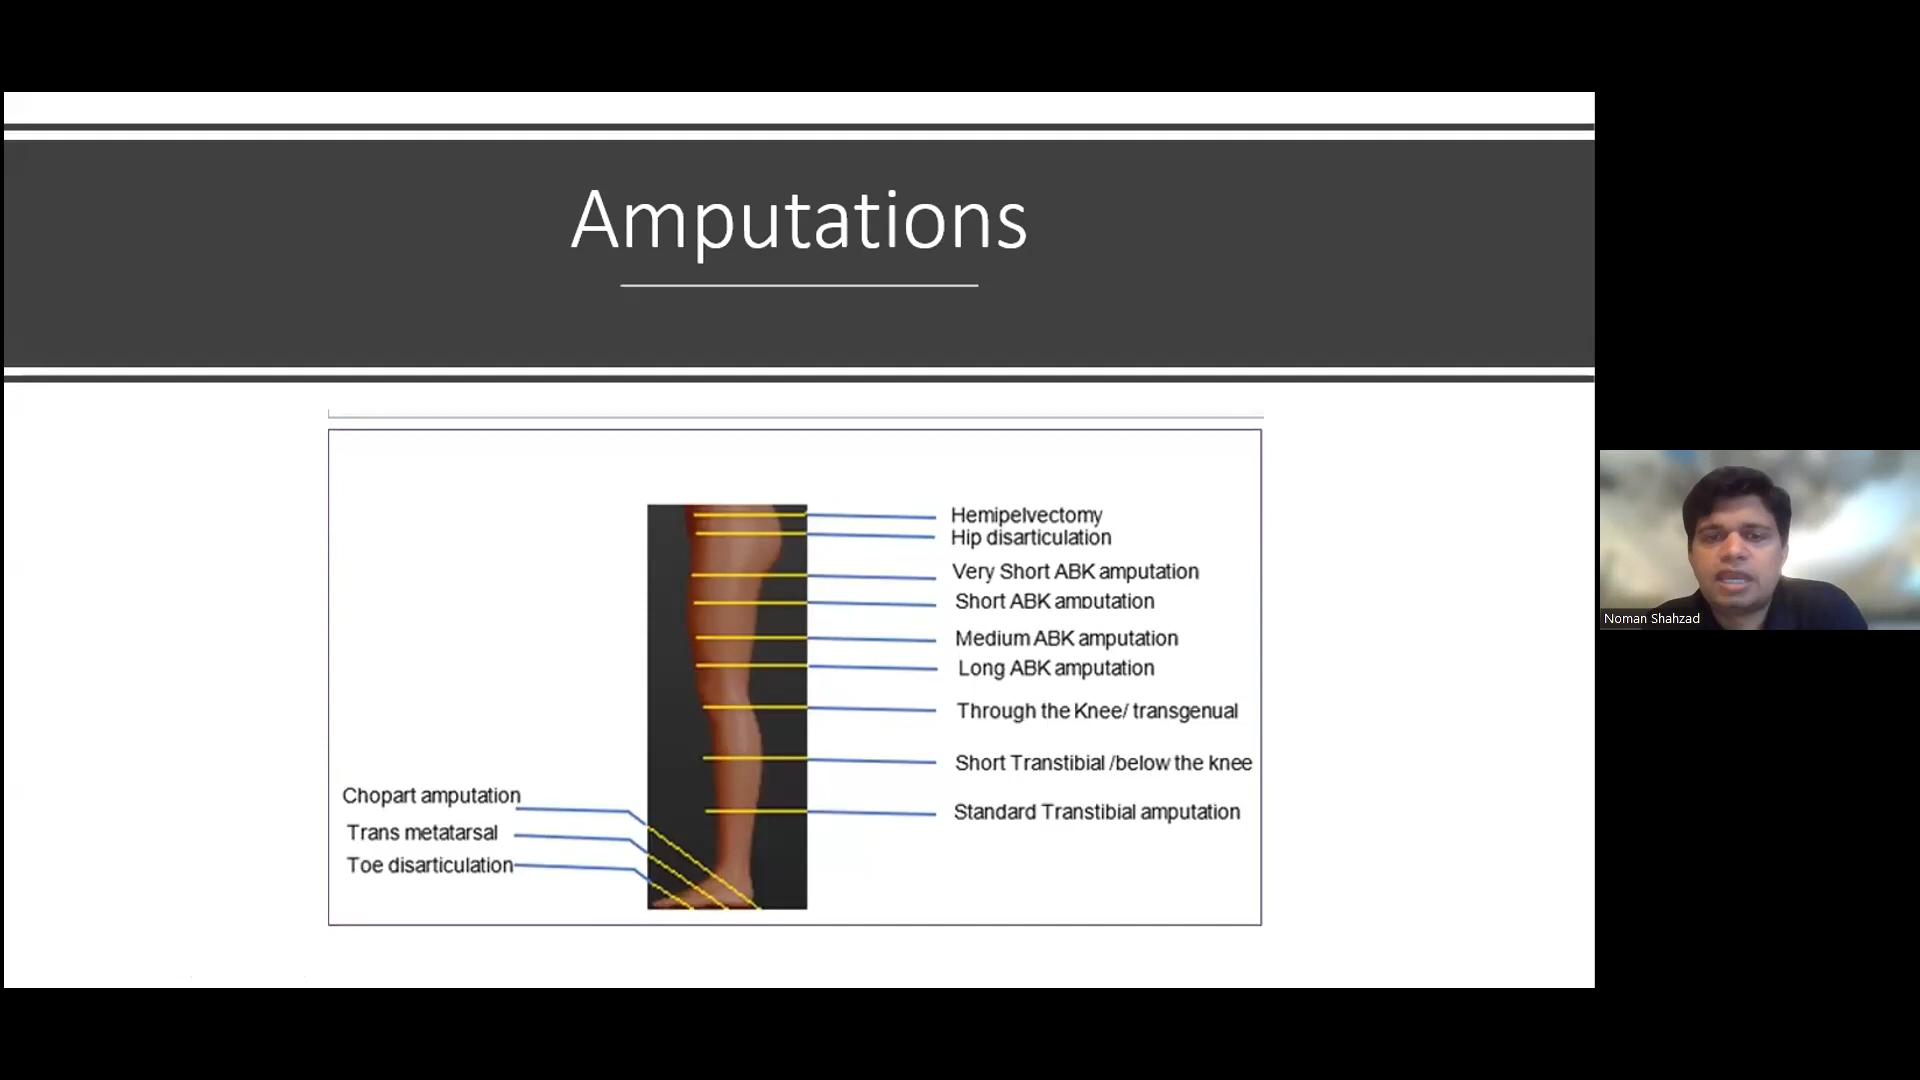 Amputations
Hemipelvectomy
Hip disarticulation
Very Short ABK amputation
Short ABK amputation
Medium ABK amputation
Long ABK amputation
Through the Knee/ transgenual
Short Transtibial /below the knee
Standard Transtibial amputation
Chopart amputation
Trans metatarsal
Toe disarticulation
Noman Shahzad